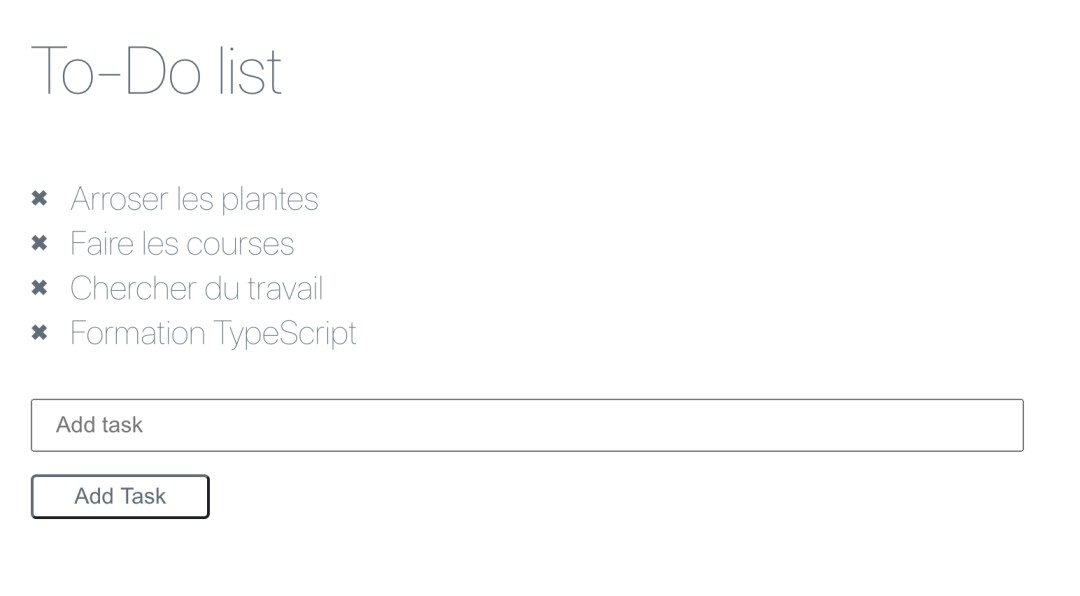 To-Do list
✖ Arroser les plantes
✖ Faire les courses
✖ Chercher du travail
✖ Formation TypeScript
Add task
Add Task